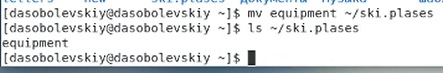 [dasobolevskiy@dasobolevskiy ~]$ mv equipment ~/ski.plases
[dasobolevskiy@dasobolevskiy ~]$ ls ~/ski.plases
equipment
[dasobolevskiy@dasobolevskiy ~]$